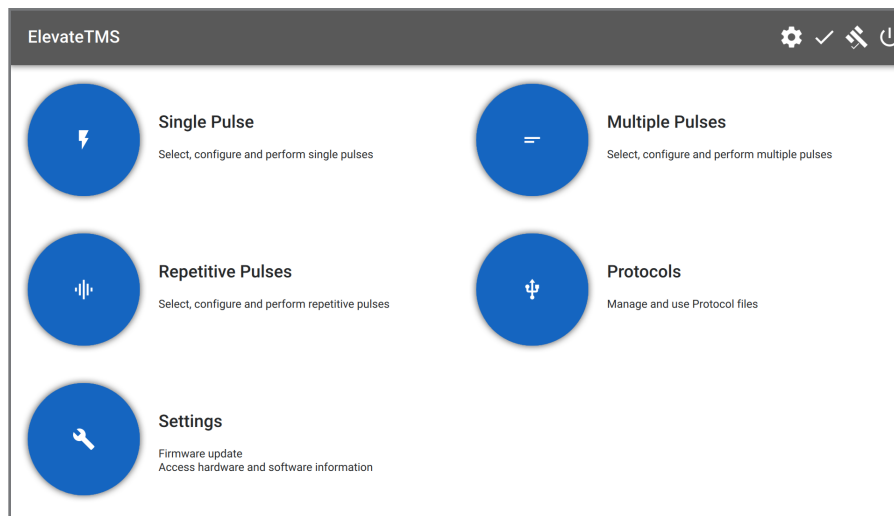 ElevateTMS
Single Pulse
Select, configure and perform single pulses
Multiple Pulses
Select, configure and perform multiple pulses
Repetitive Pulses
Select, configure and perform repetitive pulses
Protocols
Manage and use Protocol files
Settings
Firmware update
Access hardware and software information